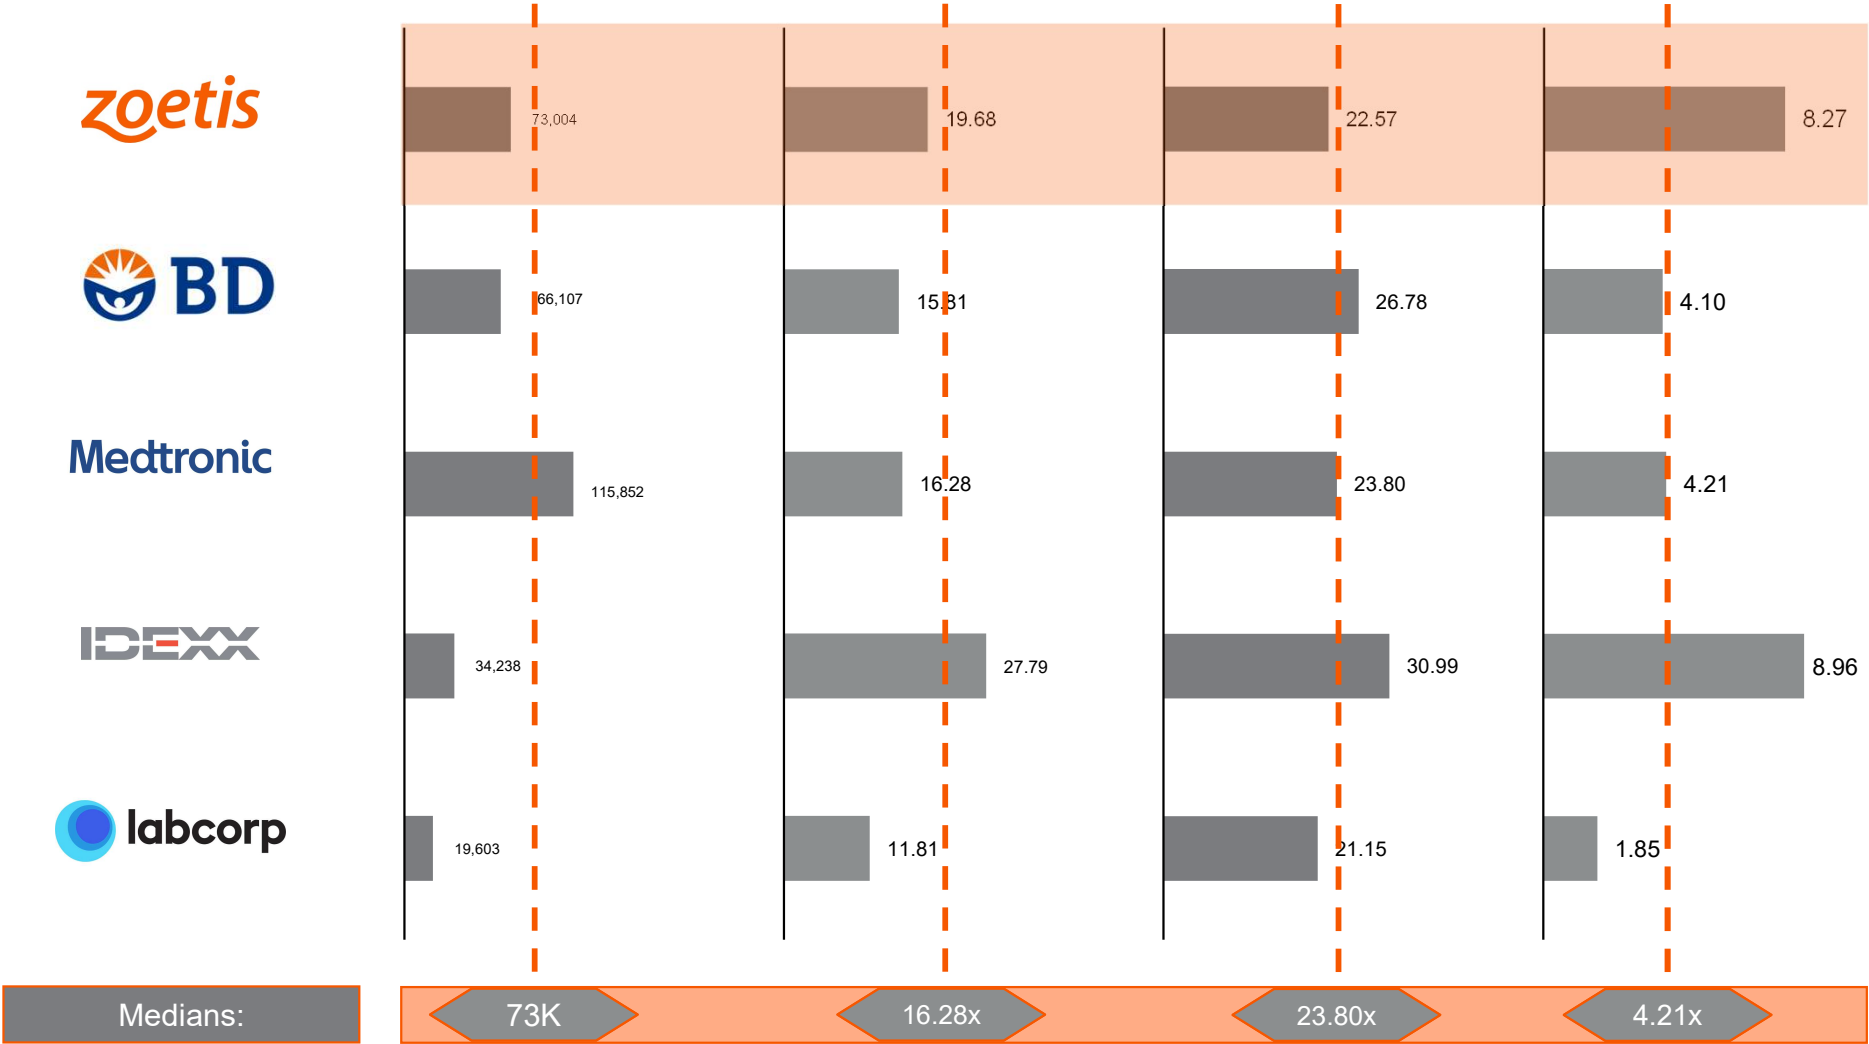 zoetis
73,004
19.68
22.57
8.27
BD
66,107
15.81
26.78
4.10
Medtronic
115,852
16.28
23.80
4.21
IDEXX
34,238
27.79
30.99
8.96
labcorp
19,603
11.81
21.15
1.85
Medians:
73K
16.28x
23.80x
4.21x